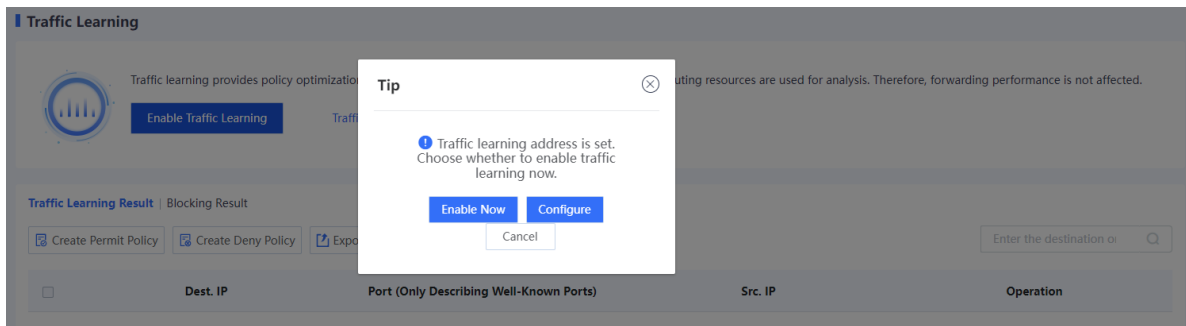 Traffic Learning
Traffic learning provides policy optimization
uting resources are used for analysis. Therefore, forwarding performance is not affected.
Enable Traffic Learning
Tip
Traffic learning address is set.
Choose whether to enable traffic
learning now.
Enable Now Configure
Cancel
Traffic Learning Result | Blocking Result
Create Permit Policy Create Deny Policy Expo
Enter the destination or
Dest. IP Port (Only Describing Well-Known Ports) Src. IP Operation